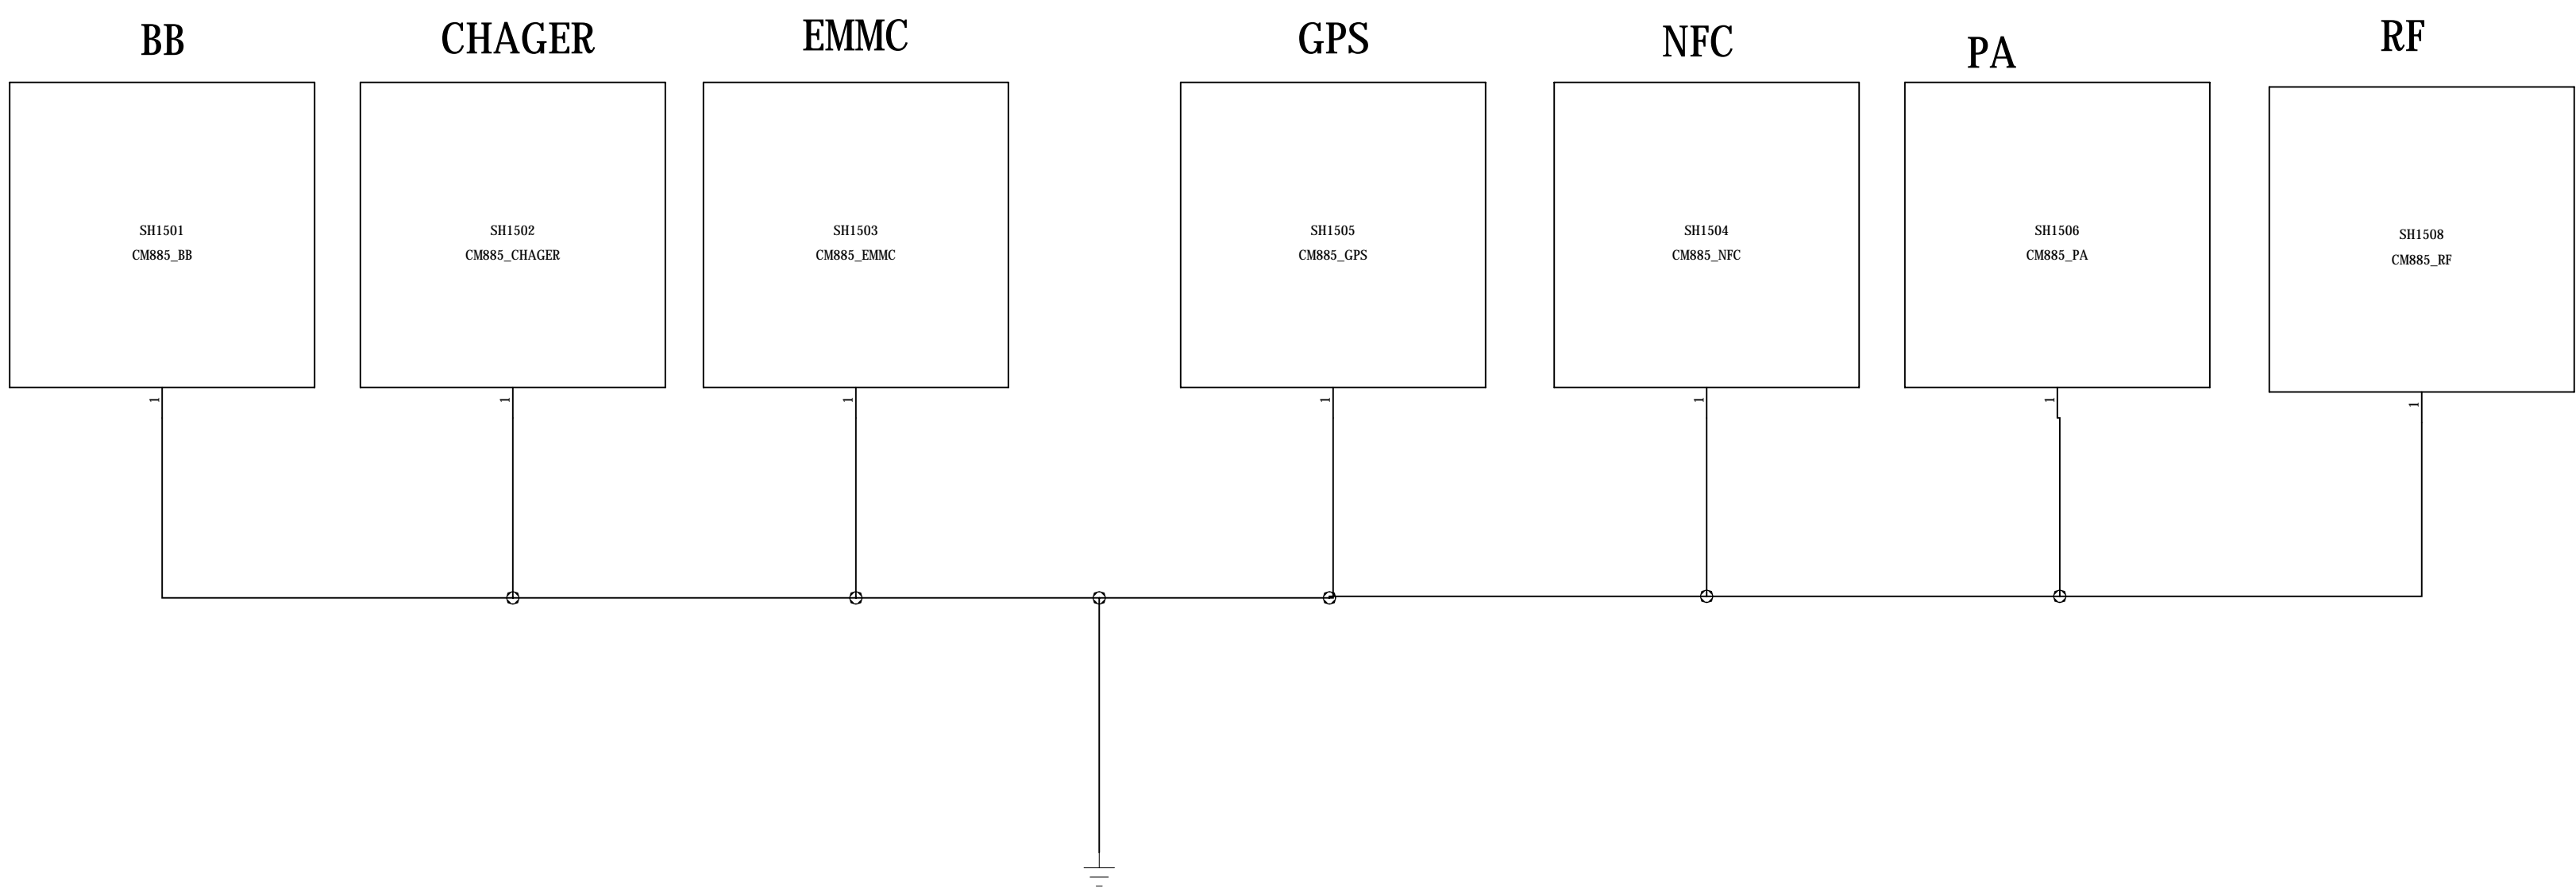 BB
CHAGER
EMMC
GPS
NFC
PA
RF
SH1501
CM885_BB
SH1502
CM885_CHAGER
SH1503
CM885_EMMC
SH1505
CM885_GPS
SH1504
CM885_NFC
SH1506
CM885_PA
SH1508
CM885_RF
1
1
1
1
1
1
1